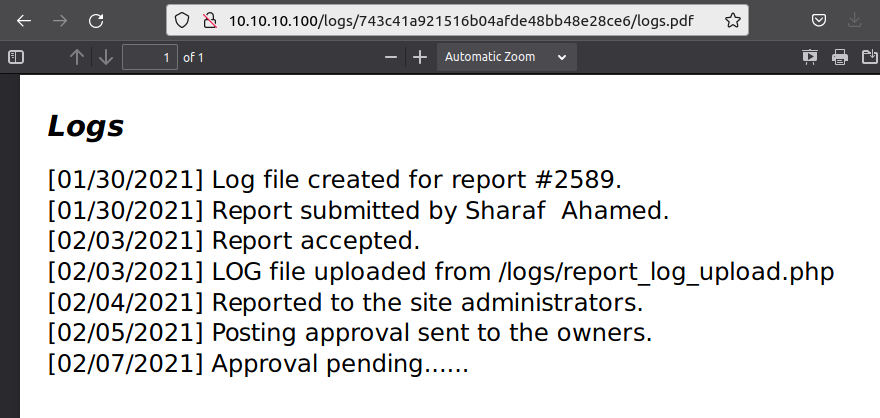 10.10.10.100/logs/743c41a921516b04afde48bb48e28ce6/logs.pdf
1 of 1 Automatic Zoom
Logs
[01/30/2021] Log file created for report #2589.
[01/30/2021] Report submitted by Sharaf  Ahamed.
[02/03/2021] Report accepted.
[02/03/2021] LOG file uploaded from /logs/report_log_upload.php
[02/04/2021] Reported to the site administrators.
[02/05/2021] Posting approval sent to the owners.
[02/07/2021] Approval pending......